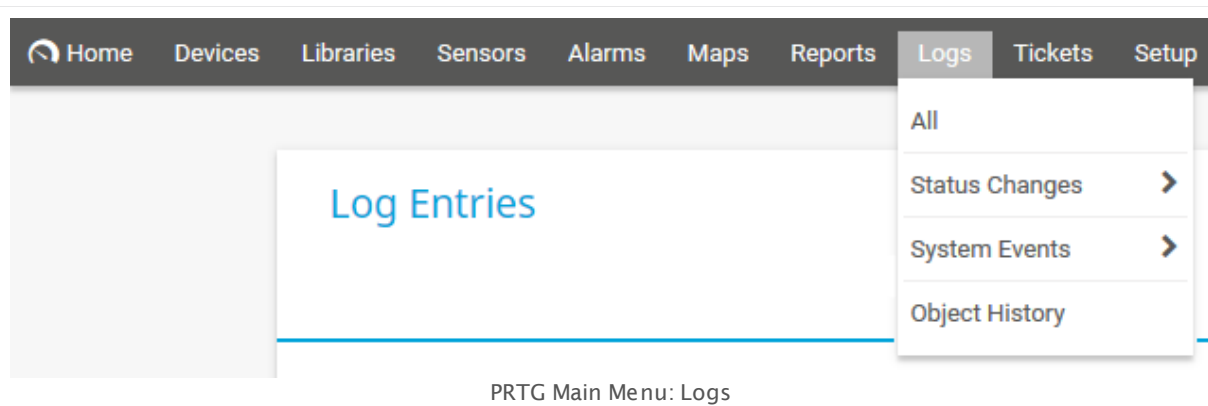 Home Devices Libraries Sensors Alarms Maps Reports Logs Tickets Setup
All
Status Changes
Log Entries
System Events
Object History
PRTG Main Menu: Logs